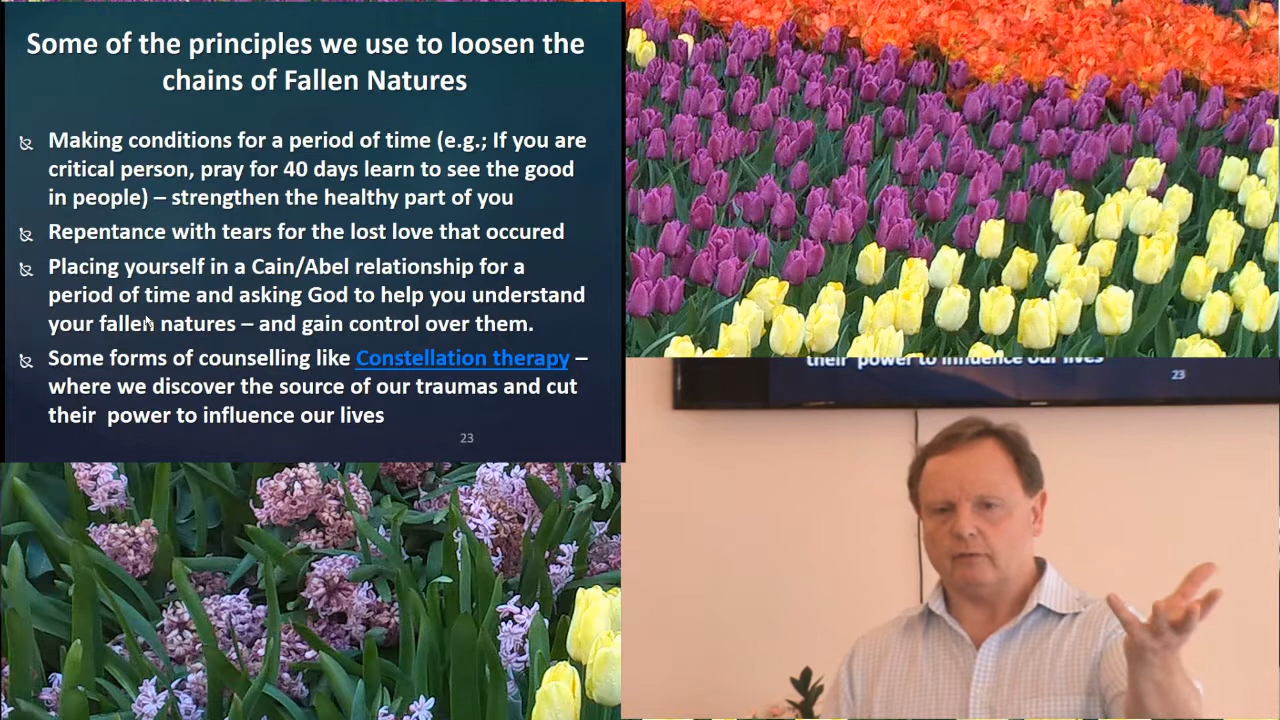 Some of the principles we use to loosen the
chains of Fallen Natures
Making conditions for a period of time (e.g.; If you are
critical person, pray for 40 days learn to see the good
in people) – strengthen the healthy part of you
Repentance with tears for the lost love that occured
Placing yourself in a Cain/Abel relationship for a
period of time and asking God to help you understand
your fallen natures – and gain control over them.
Some forms of counselling like Constellation therapy –
where we discover the source of our traumas and cut
their power to influence our lives
23
their power to influence our lives
23